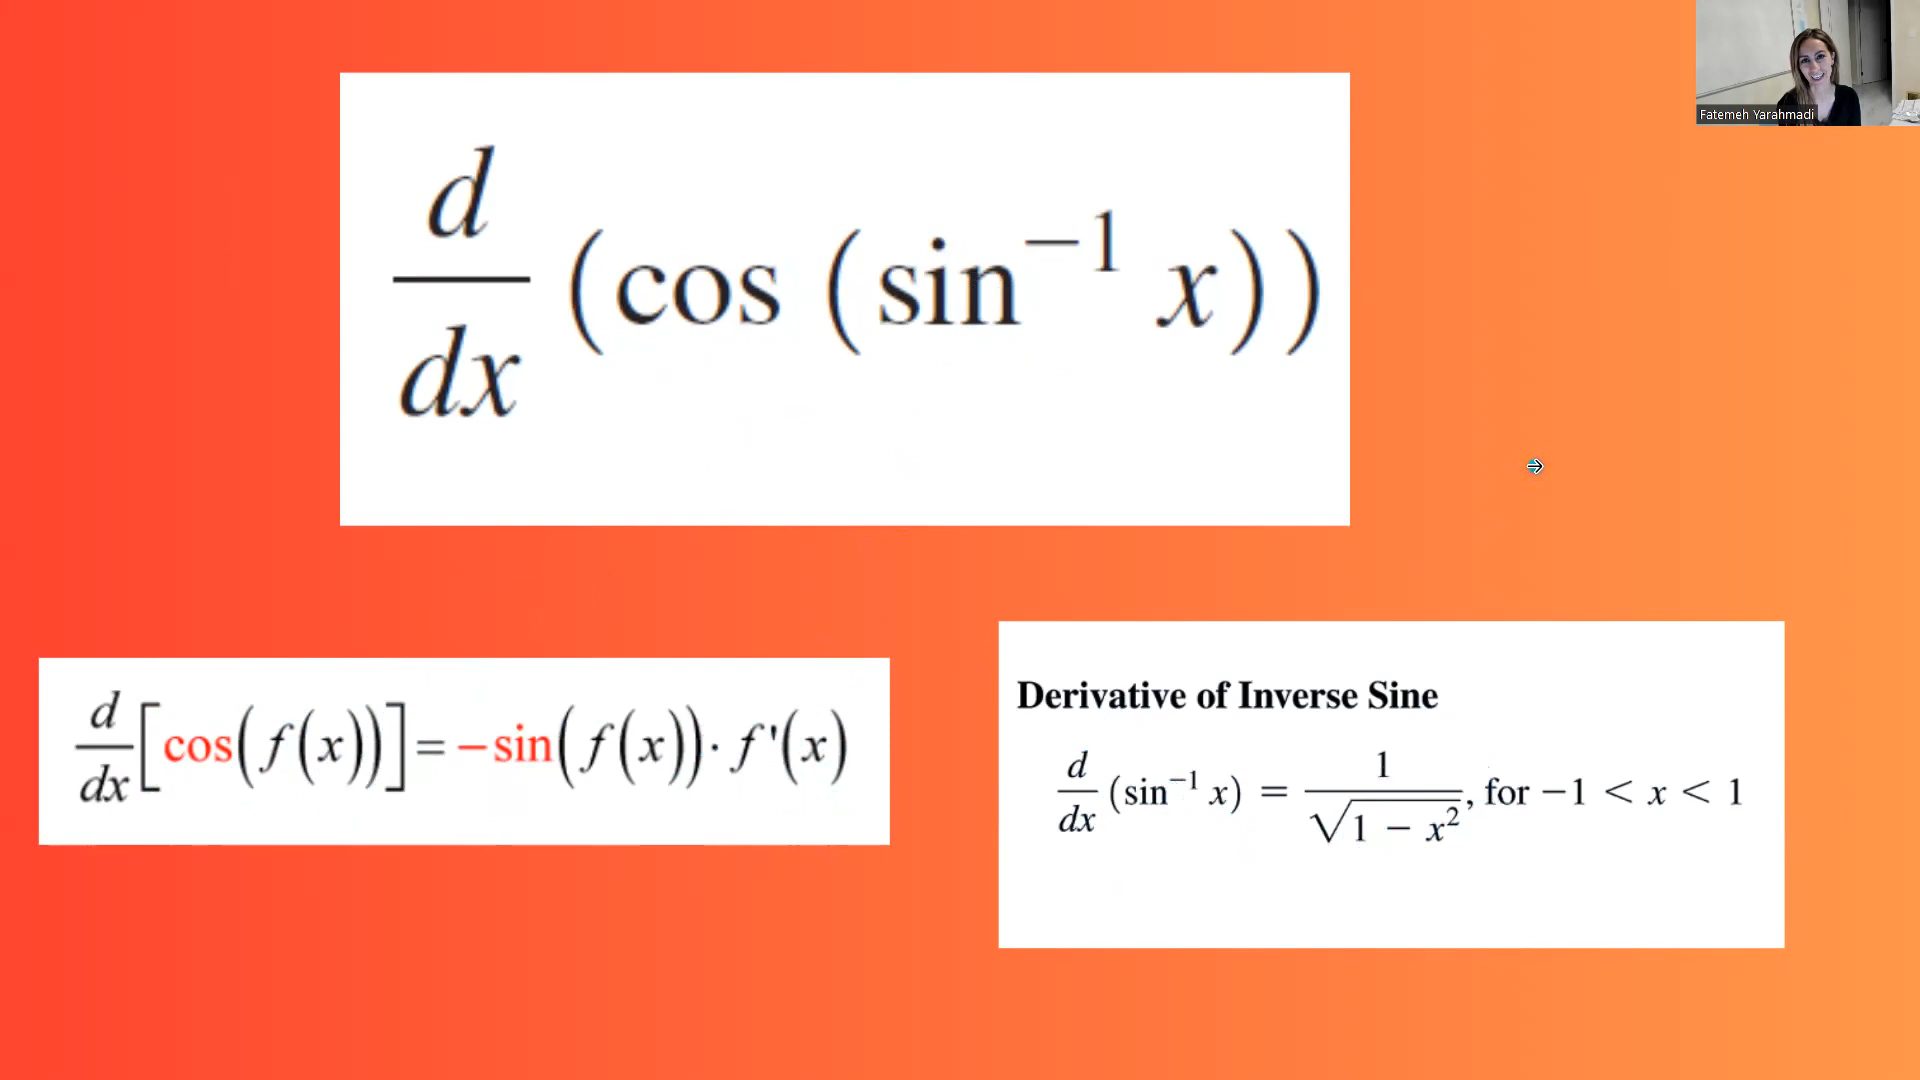 Fatemeh Yarahmadi
d/dx (cos (sin⁻¹ x))
d/dx [cos(f(x))] = −sin(f(x)) · f'(x)
Derivative of Inverse Sine
d/dx (sin⁻¹ x) = 1/√(1 − x²), for −1 < x < 1